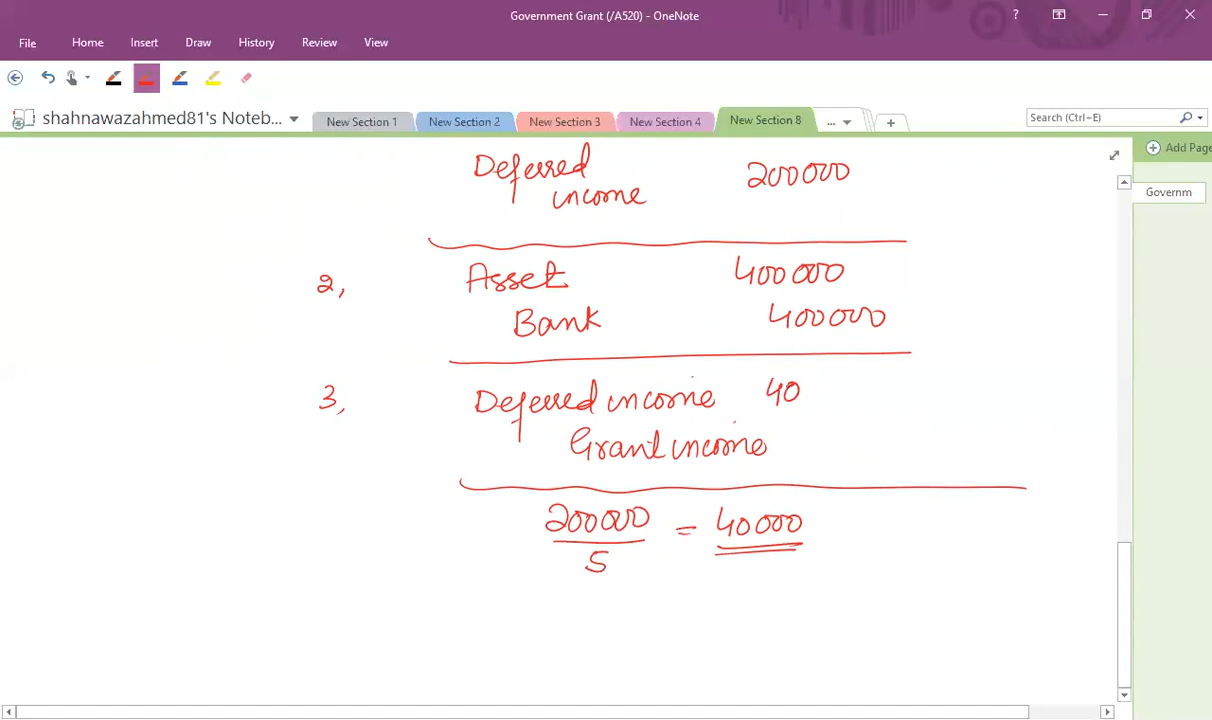 Government Grant (/A520) - OneNote
?
File Home Insert Draw History Review View
shahnawazahmed81's Noteb... New Section 1 New Section 2 New Section 3 New Section 4 New Section 8 ... + Search (Ctrl+E)
Add Page
Governm
Deferred 200000
income
2, Asset 400000
Bank 400000
3, Deferred income 40
Grant income
200000 = 40000
5